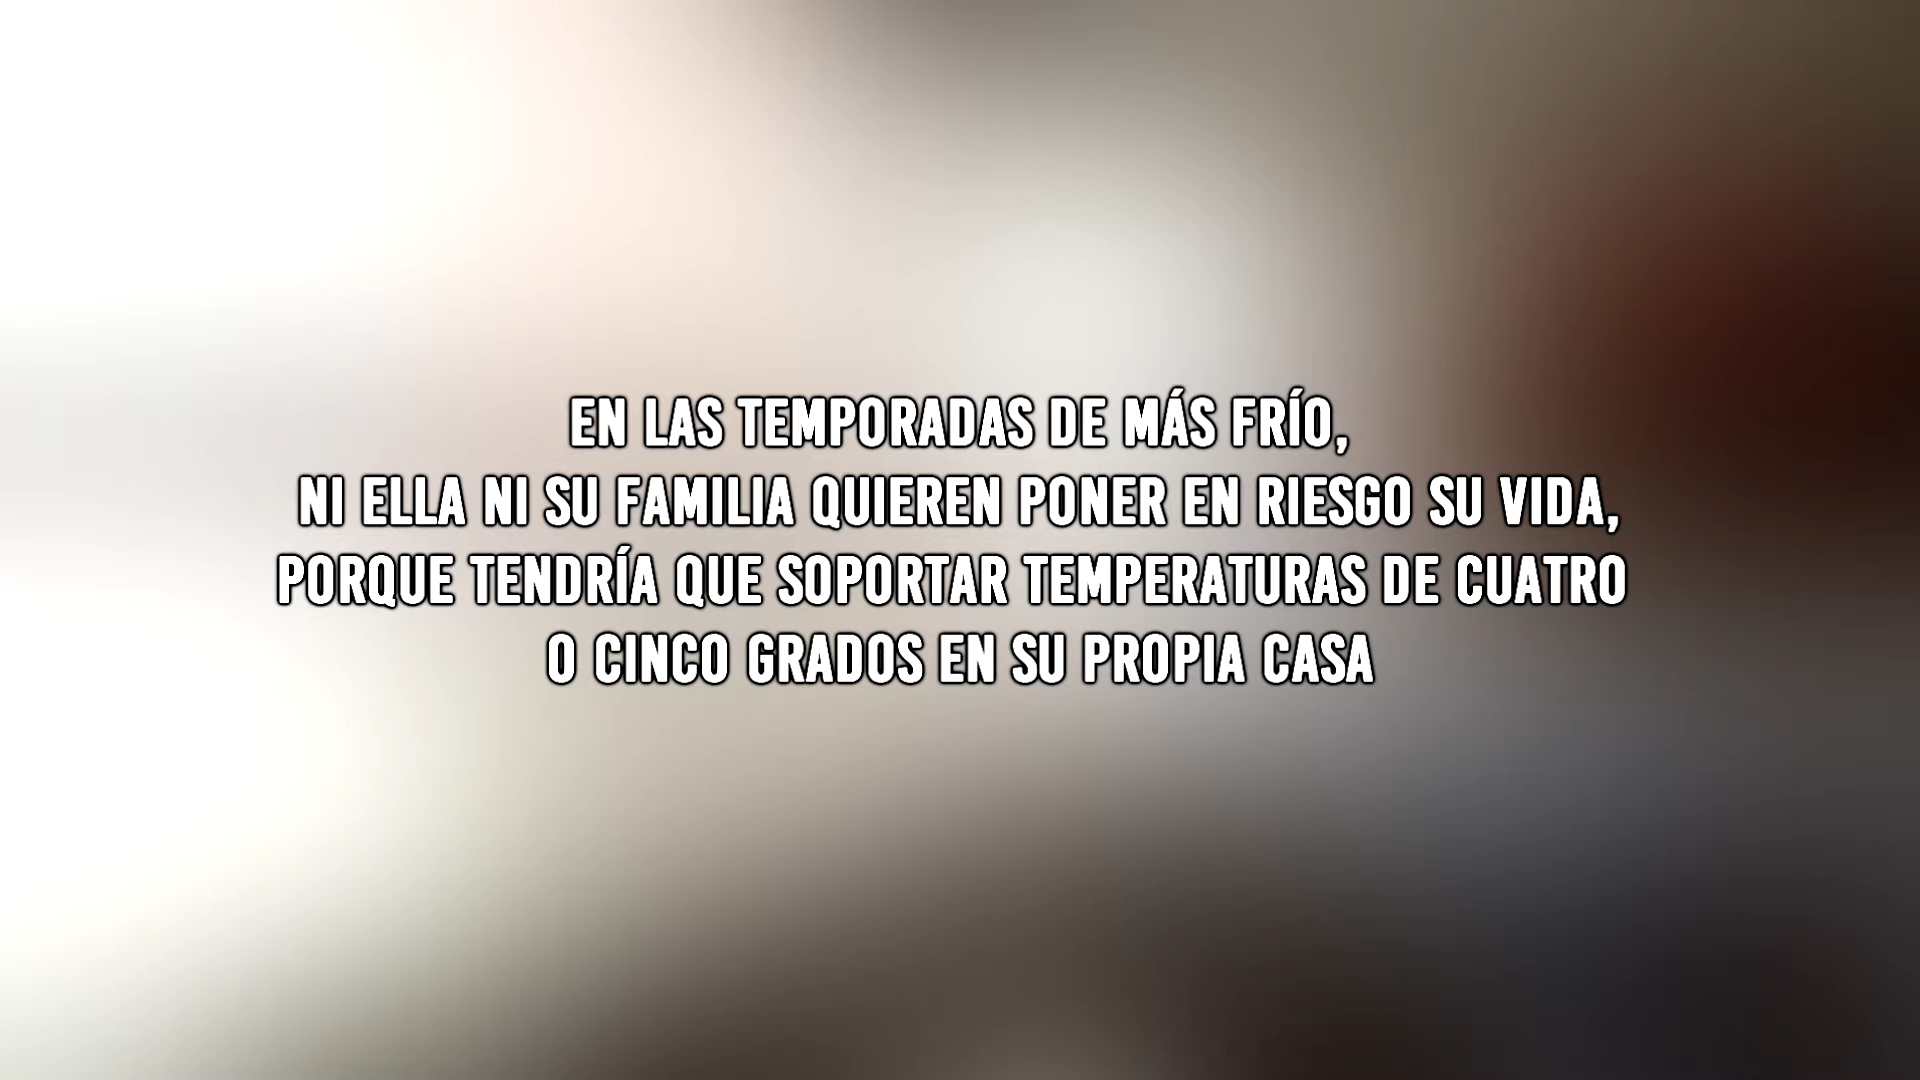 EN LAS TEMPORADAS DE MÁS FRÍO,
NI ELLA NI SU FAMILIA QUIEREN PONER EN RIESGO SU VIDA,
PORQUE TENDRÍA QUE SOPORTAR TEMPERATURAS DE CUATRO
O CINCO GRADOS EN SU PROPIA CASA